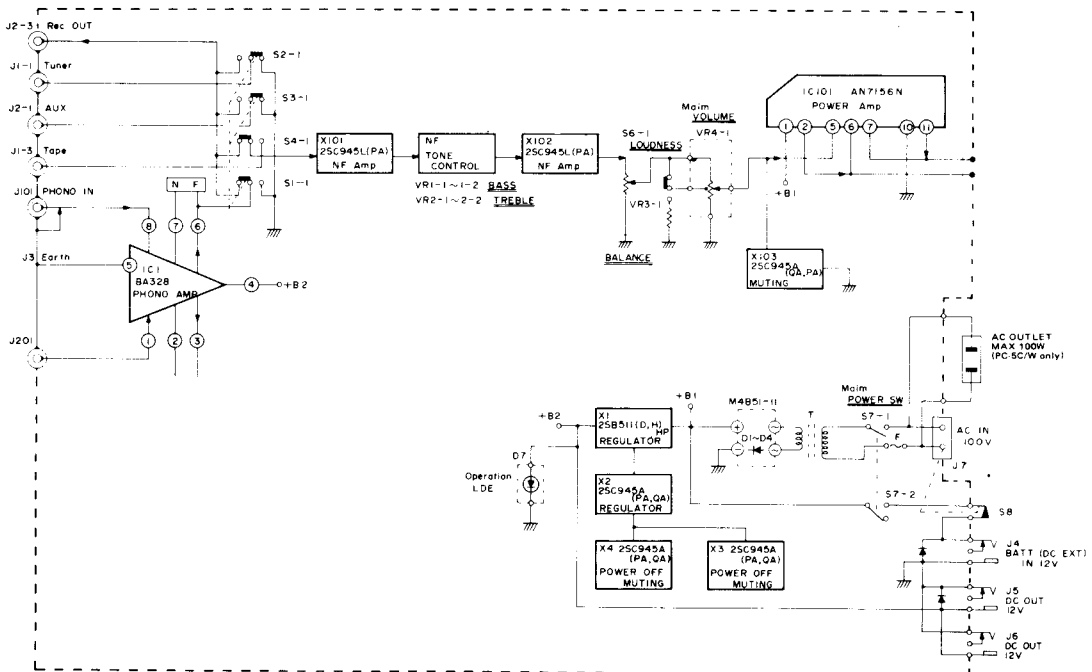 J2-3 Rec OUT
J1-1 Tuner
J2-1 AUX
J1-3 Tape
J101 PHONO IN
J3 Earth
J201
S2-1
S3-1
S4-1
S1-1
N F
8
7
6
5
IC1
BA328
PHONO AMP
4
+B2
1
2
3
X101
2SC945L(PA)
NF Amp
NF
TONE
CONTROL
VR1-1~1-2 BASS
VR2-1~2-2 TREBLE
X102
2SC945L(PA)
NF Amp
S6-1
LOUDNESS
VR3-1
BALANCE
Maim
VOLUME
VR4-1
IC101 AN7156N
POWER Amp
1 2 5 6 7 10 11
+B1
X103
2SC945A
(QA,PA)
MUTING
AC OUTLET
MAX 100W
(PC-5C/W only)
Maim
POWER SW
S7-1
F
T
M4B51-11
+ ~
D1~D4
- ~
AC IN
100V
J7
+B1
+B2
X1
2SB511(D,H)
HP
REGULATOR
D7
Operation
LDE
X2
2SC945A
(PA,QA)
REGULATOR
S7-2
S8
X4 2SC945A
(PA,QA)
POWER OFF
MUTING
X3 2SC945A
(PA,QA)
POWER OFF
MUTING
J4
BATT (DC EXT)
IN 12V
J5
DC OUT
12V
J6
DC OUT
12V